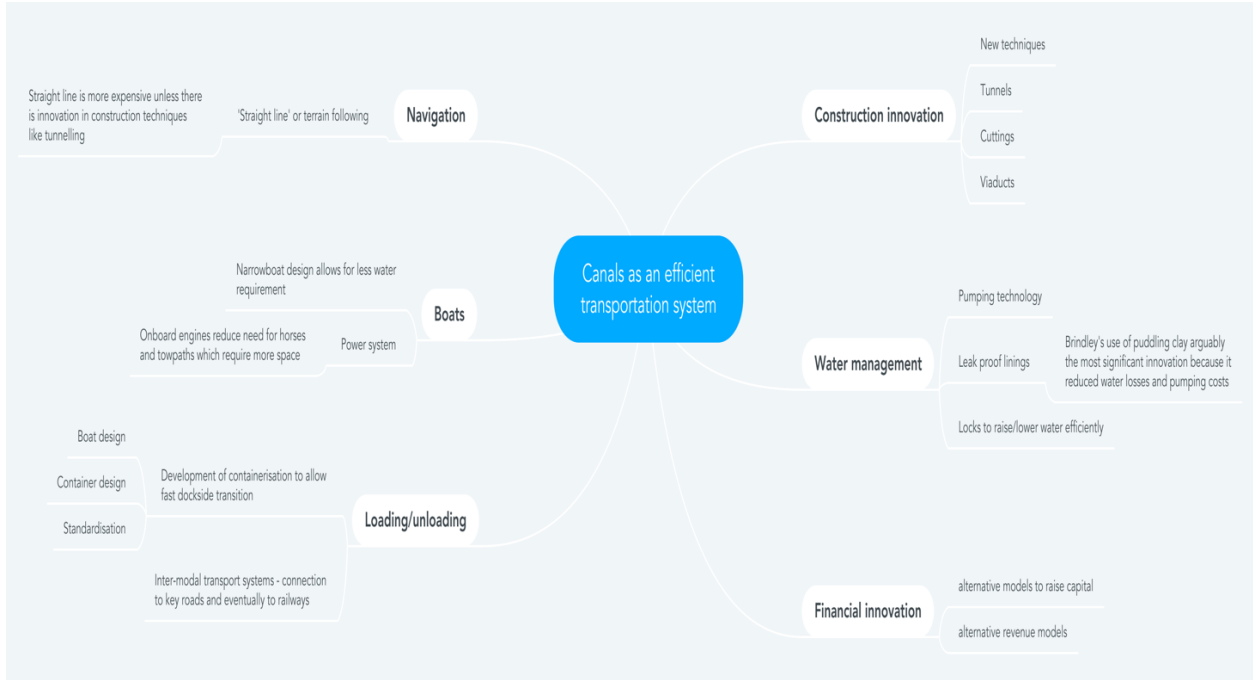 Canals as an efficient
transportation system
Navigation
'Straight line' or terrain following
Straight line is more expensive unless there
is innovation in construction techniques
like tunnelling
Boats
Narrowboat design allows for less water
requirement
Power system
Onboard engines reduce need for horses
and towpaths which require more space
Loading/unloading
Development of containerisation to allow
fast dockside transition
Boat design
Container design
Standardisation
Inter-modal transport systems - connection
to key roads and eventually to railways
Construction innovation
New techniques
Tunnels
Cuttings
Viaducts
Water management
Pumping technology
Leak proof linings
Brindley's use of puddling clay arguably
the most significant innovation because it
reduced water losses and pumping costs
Locks to raise/lower water efficiently
Financial innovation
alternative models to raise capital
alternative revenue models